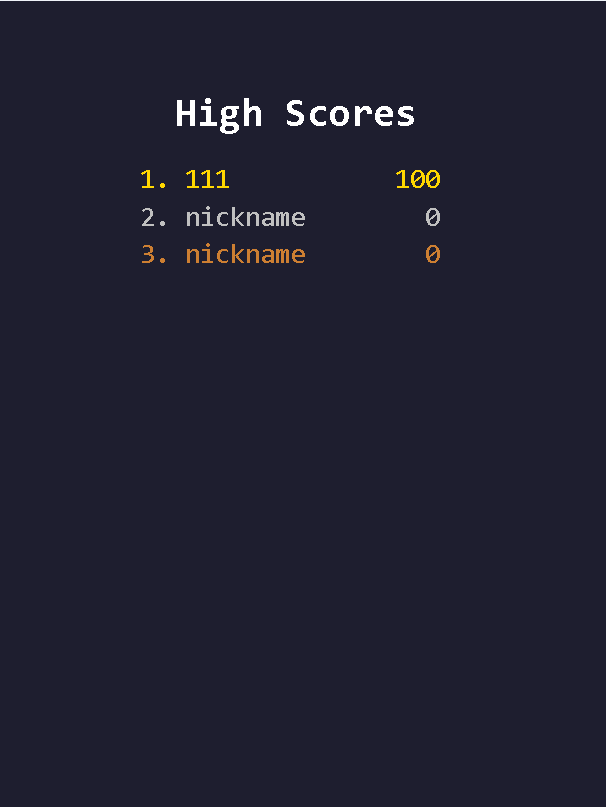 High Scores
1. 111 100
2. nickname 0
3. nickname 0